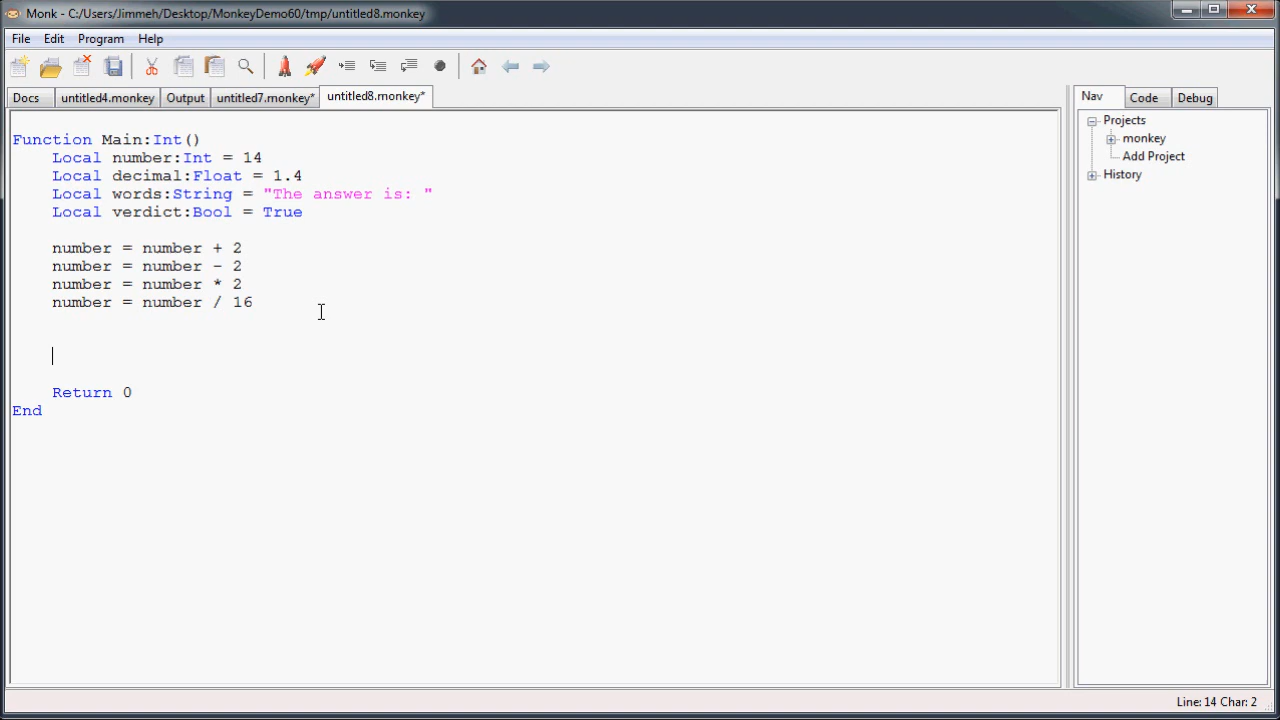 Monk - C:/Users/Jimmeh/Desktop/MonkeyDemo60/tmp/untitled8.monkey
File Edit Program Help
Docs untitled4.monkey Output untitled7.monkey* untitled8.monkey*
Nav Code Debug
Function Main:Int()
Local number:Int = 14
Local decimal:Float = 1.4
Local words:String = "The answer is: "
Local verdict:Bool = True
number = number + 2
number = number - 2
number = number * 2
number = number / 16
Return 0
End
Projects
monkey
Add Project
History
Line: 14 Char: 2